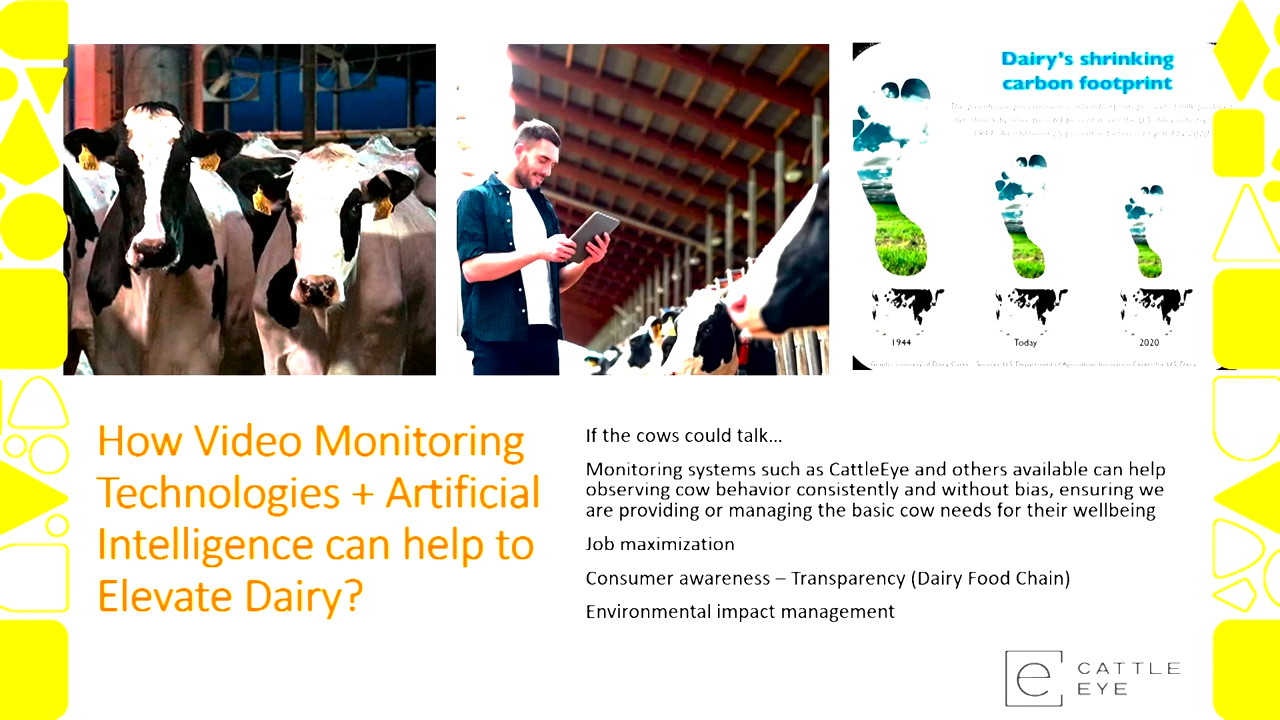 Dairy's shrinking
carbon footprint
1944
Today
2020
How Video Monitoring
Technologies + Artificial
Intelligence can help to
Elevate Dairy?
If the cows could talk...
Monitoring systems such as CattleEye and others available can help
observing cow behavior consistently and without bias, ensuring we
are providing or managing the basic cow needs for their wellbeing
Job maximization
Consumer awareness – Transparency (Dairy Food Chain)
Environmental impact management
e CATTLE
EYE